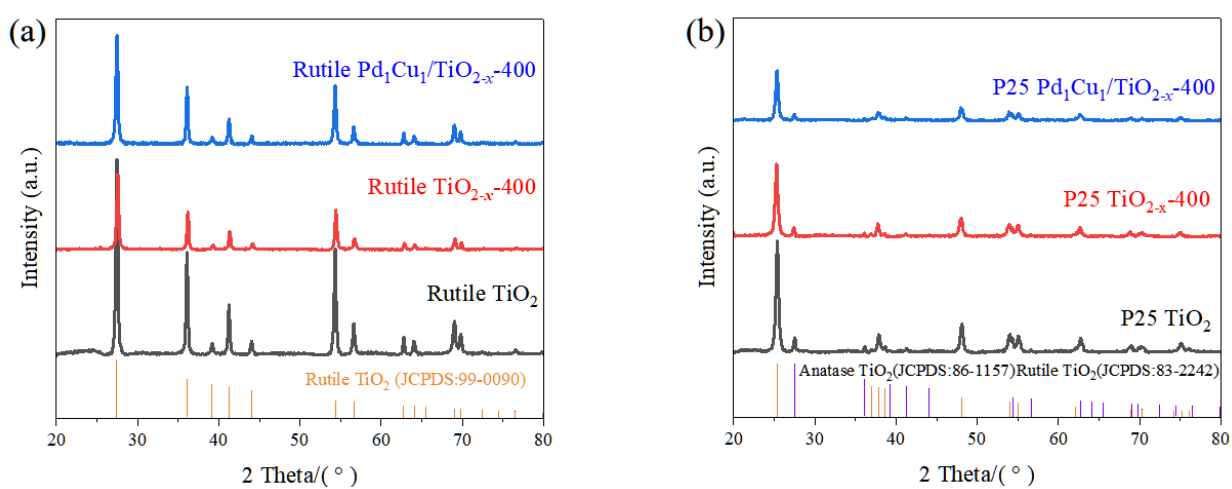 (a)
Intensity (a.u.)
Rutile Pd₁Cu₁/TiO₂₋ₓ-400
Rutile TiO₂₋ₓ-400
Rutile TiO₂
Rutile TiO₂ (JCPDS:99-0090)
20 30 40 50 60 70 80
2 Theta/( ° )
(b)
Intensity (a.u.)
P25 Pd₁Cu₁/TiO₂₋ₓ-400
P25 TiO₂₋ₓ-400
P25 TiO₂
Anatase TiO₂(JCPDS:86-1157)Rutile TiO₂(JCPDS:83-2242)
20 30 40 50 60 70 80
2 Theta/( ° )